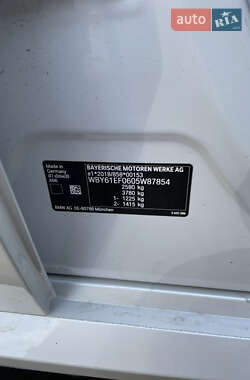 AUTO.RIA
Made in
Germany
BAYERISCHE MOTOREN WERKE AG
e1*2018/858*00153
WBY61EF0605W87854
2580 kg
3780 kg
1- 1225 kg
2- 1415 kg
BMW AG DE-80788 München